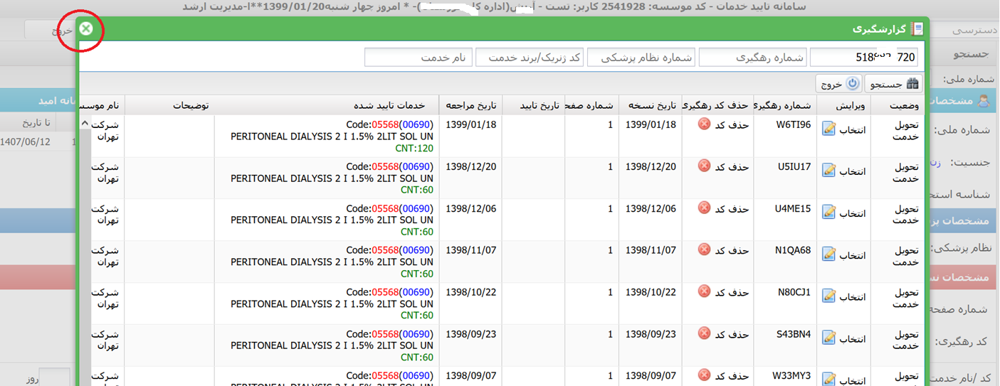 سامانه تایید خدمات - کد موسسه: 2541928 کاربر: تست - (اداره - * امروز چهار شنبه1399/01/20**ا-مدیریت ارشد
خروج
گزارشگیری
دسترسی
720 518
شماره رهگیری
شماره نظام پزشکی
کد ژنریک/برند خدمت
نام خدمت
جستجو
جستجو
خروج
شماره ملی:
وضعیت ویرایش شماره رهگیری حذف کد رهگیری تاریخ نسخه شماره صفح تاریخ تایید تاریخ مراجعه خدمات تایید شده توضیحات نام موسس
مشخصات
انه امید
تا تاریخ
شماره ملی:
1407/06/12
جنسیت: زن
شناسه استح
مشخصات پز
نظام پزشکی:
مشخصات نس
شماره صفحه
کد رهگیری:
کد /نام خدمت
روز
تحویل خدمت انتخاب W6TI96 حذف کد 1399/01/18 1 1399/01/18 Code:05568(00690) شرکت
PERITONEAL DIALYSIS 2 I 1.5% 2LIT SOL UN تهران
CNT:120
تحویل خدمت انتخاب U5IU17 حذف کد 1398/12/20 1 1398/12/20 Code:05568(00690) شرکت
PERITONEAL DIALYSIS 2 I 1.5% 2LIT SOL UN تهران
CNT:60
تحویل خدمت انتخاب U4ME15 حذف کد 1398/12/06 1 1398/12/06 Code:05568(00690) شرکت
PERITONEAL DIALYSIS 2 I 1.5% 2LIT SOL UN تهران
CNT:60
تحویل خدمت انتخاب N1QA68 حذف کد 1398/11/07 1 1398/11/07 Code:05568(00690) شرکت
PERITONEAL DIALYSIS 2 I 1.5% 2LIT SOL UN تهران
CNT:60
تحویل خدمت انتخاب N80CJ1 حذف کد 1398/10/22 1 1398/10/22 Code:05568(00690) شرکت
PERITONEAL DIALYSIS 2 I 1.5% 2LIT SOL UN تهران
CNT:60
تحویل خدمت انتخاب S43BN4 حذف کد 1398/09/23 1 1398/09/23 Code:05568(00690) شرکت
PERITONEAL DIALYSIS 2 I 1.5% 2LIT SOL UN تهران
CNT:60
تحویل خدمت انتخاب W33MY3 حذف کد 1398/09/07 1 1398/09/07 Code:05568(00690) شرکت
PERITONEAL DIALYSIS 2 I 1.5% 2LIT SOL UN تهران